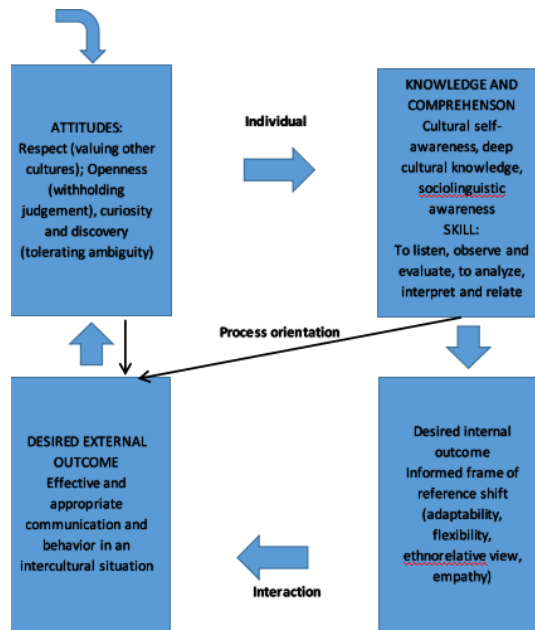 ATTITUDES:
Respect (valuing other
cultures); Openness
(withholding
judgement), curiosity
and discovery
(tolerating ambiguity)
Individual
KNOWLEDGE AND
COMPREHENSON
Cultural self-
awareness, deep
cultural knowledge,
sociolinguistic
awareness
SKILL:
To listen, observe and
evaluate, to analyze,
interpret and relate
Process orientation
DESIRED EXTERNAL
OUTCOME
Effective and
appropriate
communication and
behavior in an
intercultural situation
Desired internal
outcome
Informed frame of
reference shift
(adaptability,
flexibility,
ethnorelative view,
empathy)
Interaction